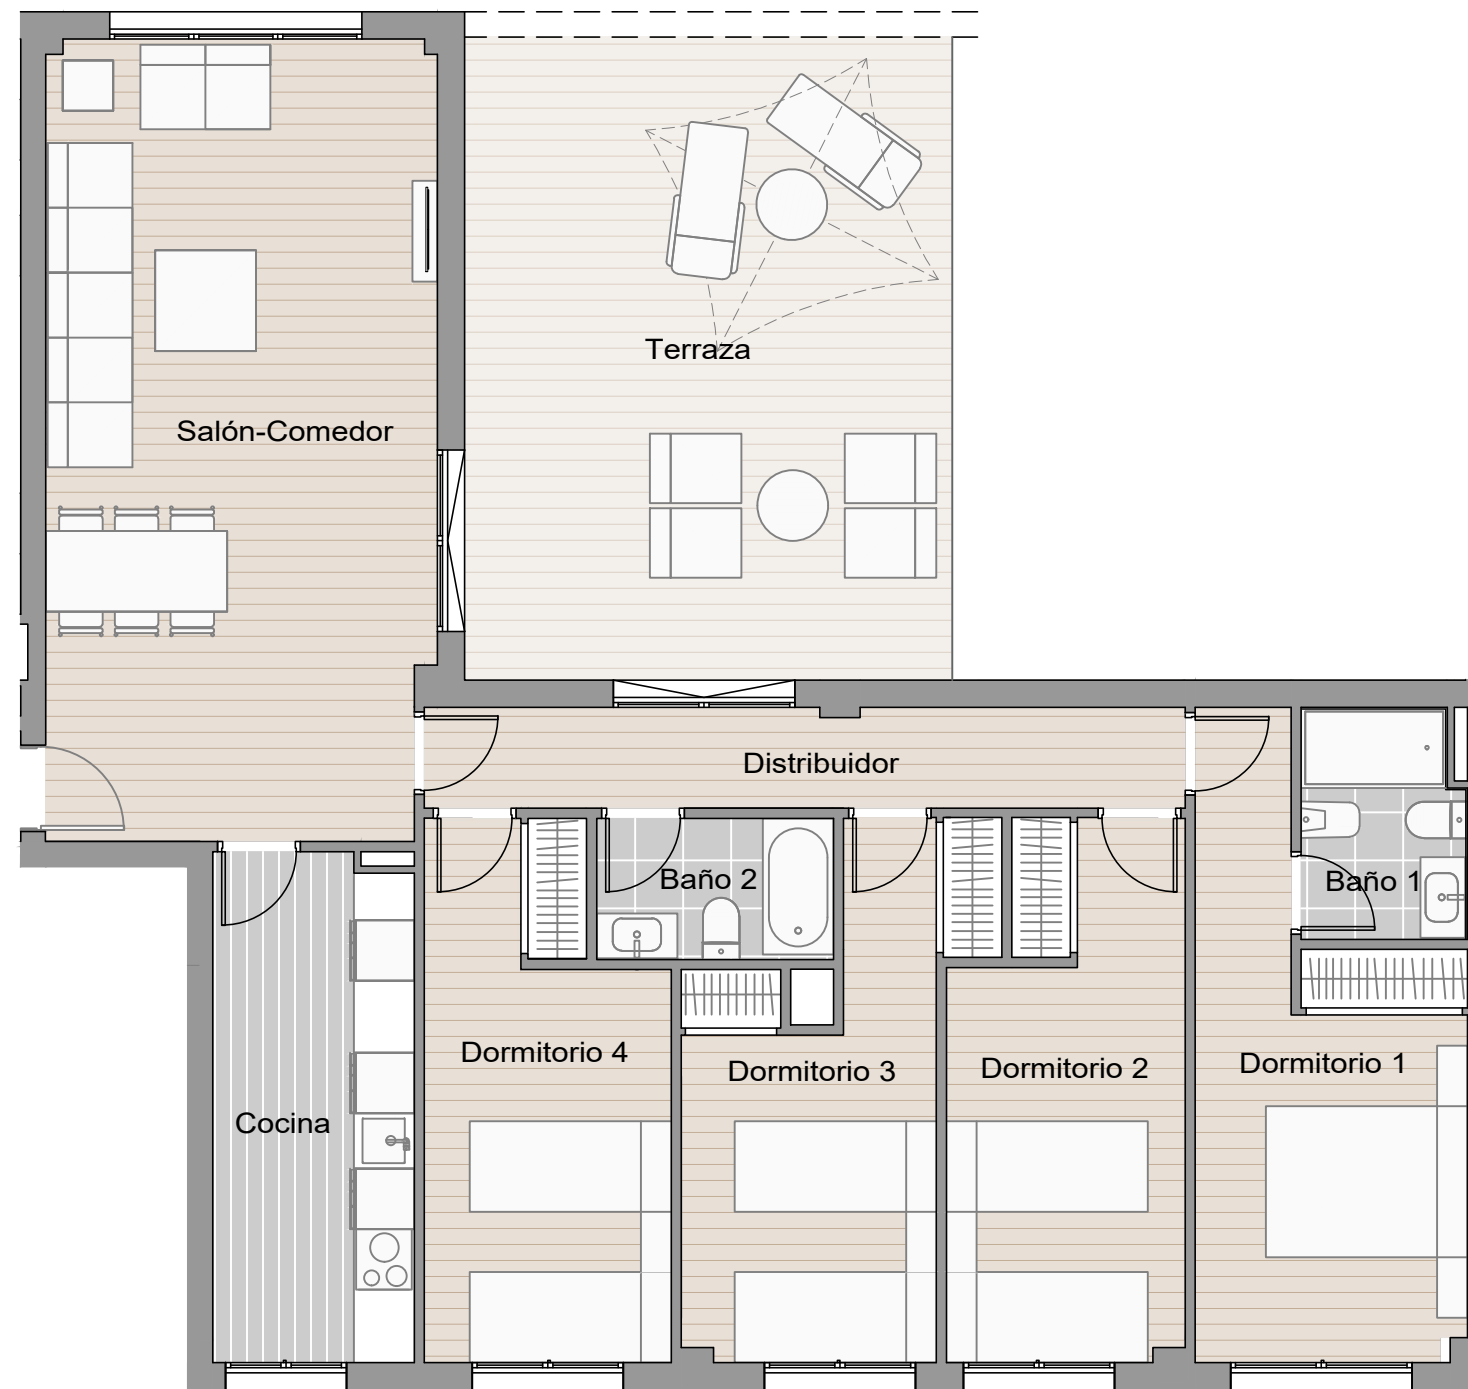 Terraza
Salón-Comedor
Distribuidor
Baño 2
Baño 1
Dormitorio 4
Dormitorio 3
Dormitorio 2
Dormitorio 1
Cocina